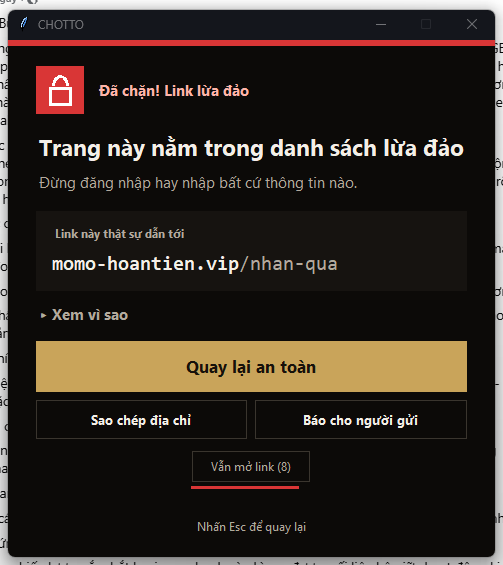 CHOTTO
Đã chặn! Link lừa đảo
Trang này nằm trong danh sách lừa đảo
Đừng đăng nhập hay nhập bất cứ thông tin nào.
Link này thật sự dẫn tới
momo-hoantien.vip/nhan-qua
▸ Xem vì sao
Quay lại an toàn
Sao chép địa chỉ
Báo cho người gửi
Vẫn mở link (8)
Nhấn Esc để quay lại